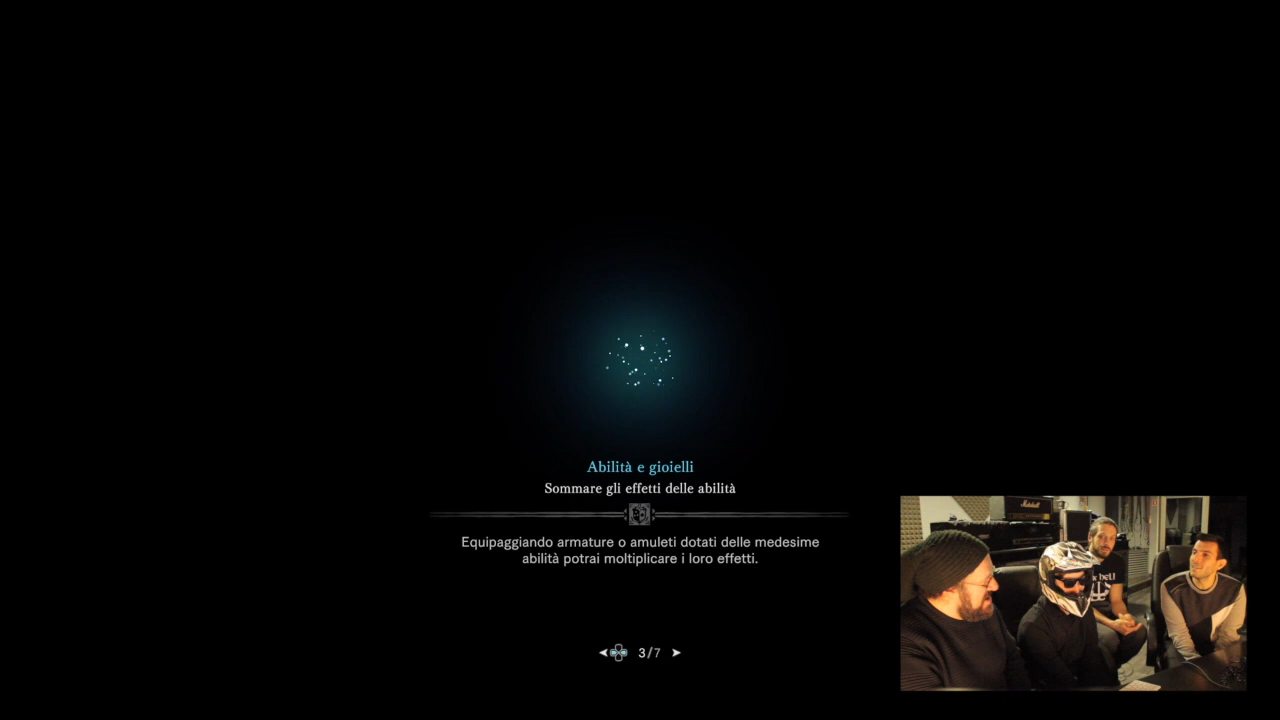 Abilità e gioielli
Sommare gli effetti delle abilità
Equipaggiando armature o amuleti dotati delle medesime
abilità potrai moltiplicare i loro effetti.
3/7
Marshall